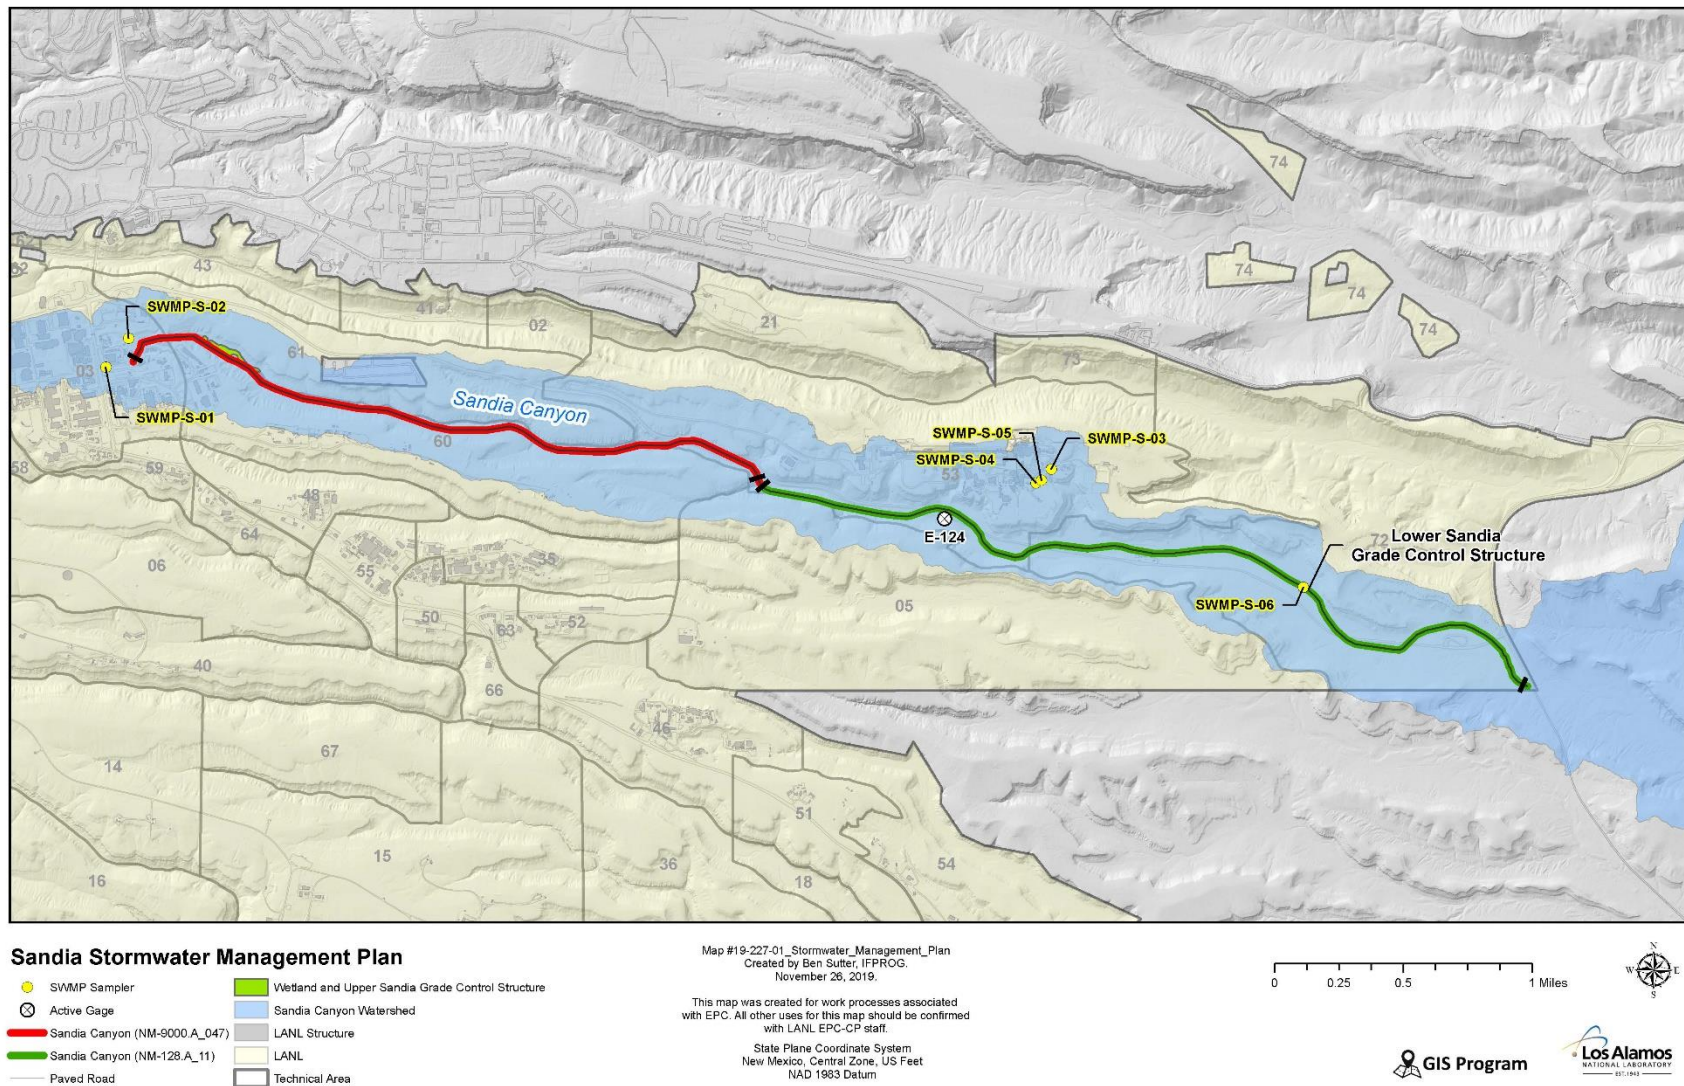 74
43
62
41
02
21
74
74
74
SWMP-S-02
61
73
03
Sandia Canyon
SWMP-S-01
60
SWMP-S-05
SWMP-S-03
SWMP-S-04
53
58
59
48
E-124
72
Lower Sandia
Grade Control Structure
64
06
55
35
SWMP-S-06
05
50
63
52
40
66
46
67
14
51
15
36
54
16
18
Sandia Stormwater Management Plan
SWMP Sampler
Active Gage
Sandia Canyon (NM-9000.A_047)
Sandia Canyon (NM-128.A_11)
Paved Road
Wetland and Upper Sandia Grade Control Structure
Sandia Canyon Watershed
LANL Structure
LANL
Technical Area
Map #19-227-01_Stormwater_Management_Plan
Created by Ben Sutter, IFPROG.
November 26, 2019.
This map was created for work processes associated
with EPC. All other uses for this map should be confirmed
with LANL EPC-CP staff.
State Plane Coordinate System
New Mexico, Central Zone, US Feet
NAD 1983 Datum
0 0.25 0.5 1 Miles
N
W E
S
GIS Program
Los Alamos
NATIONAL LABORATORY
EST. 1943